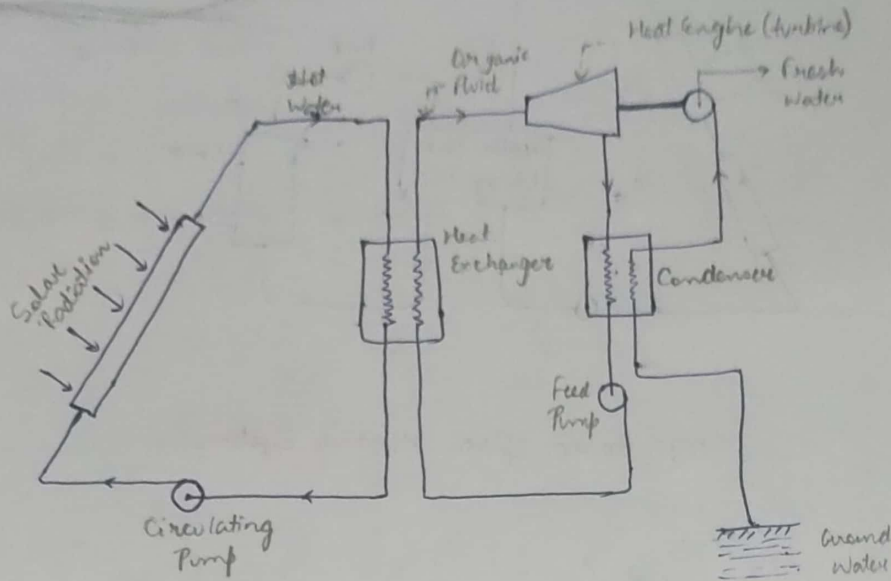 Hot
Water
Organic
fluid
Heat Engine (turbine)
Fresh
Water
Solar
Radiation
Heat
Exchanger
Condenser
Feed
Pump
Circulating
Pump
Ground
Water